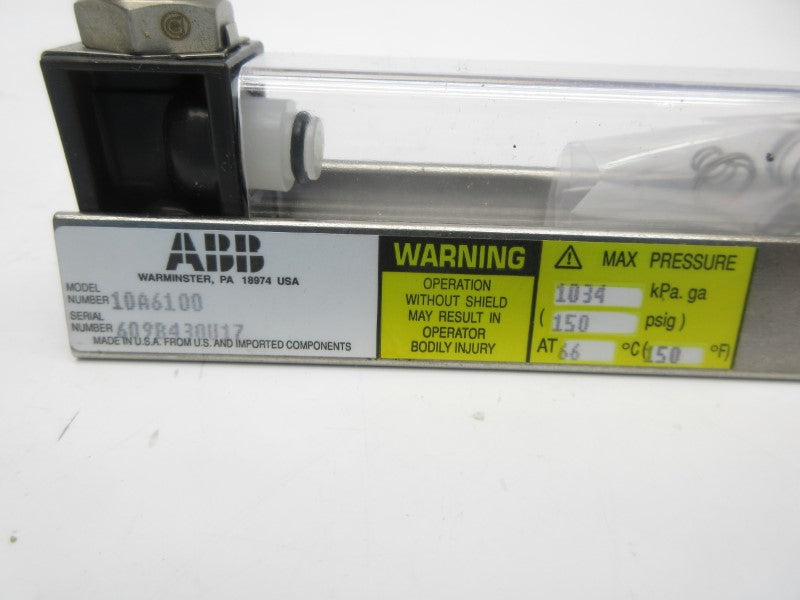 ABB
WARMINSTER, PA 18974 USA
MODEL
NUMBER 10A6100
SERIAL
NUMBER 609B430U17
MADE IN U.S.A. FROM U.S. AND IMPORTED COMPONENTS
WARNING
OPERATION
WITHOUT SHIELD
MAY RESULT IN
OPERATOR
BODILY INJURY
MAX PRESSURE
1034 kPa. ga
(150 psig)
AT 66 °C (150 °F)